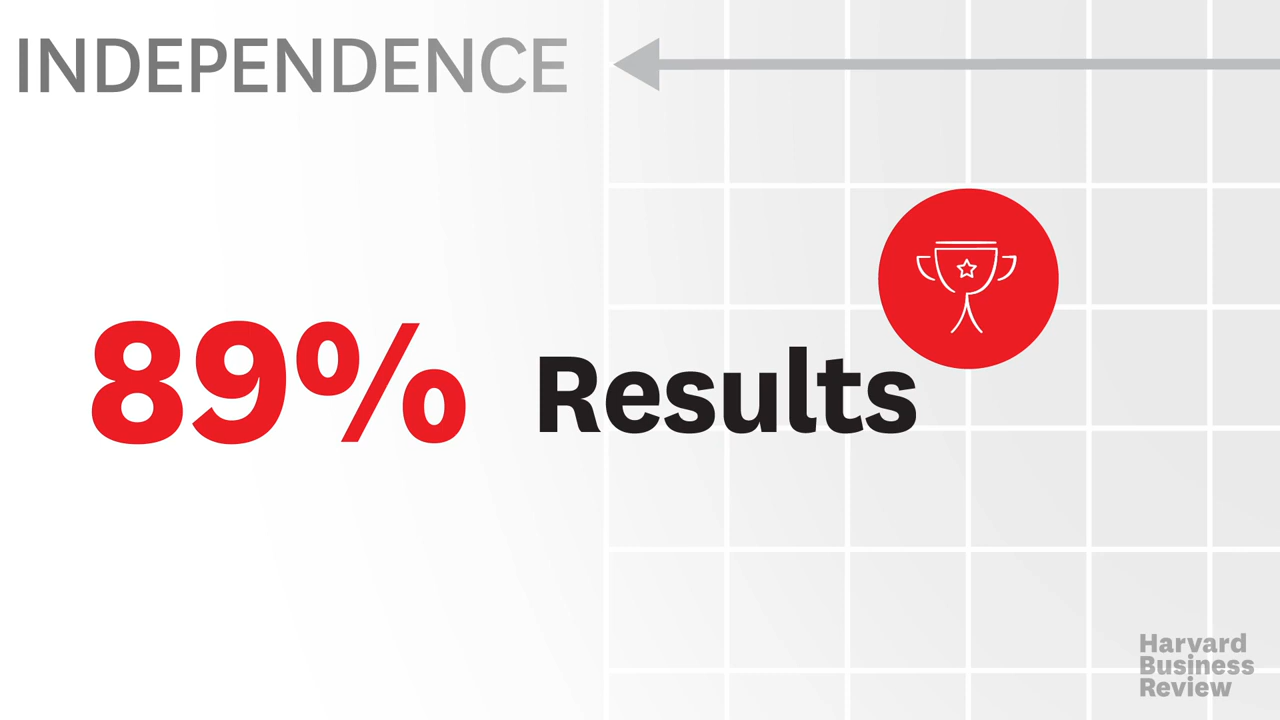 INDEPENDENCE
89% Results
Harvard
Business
Review